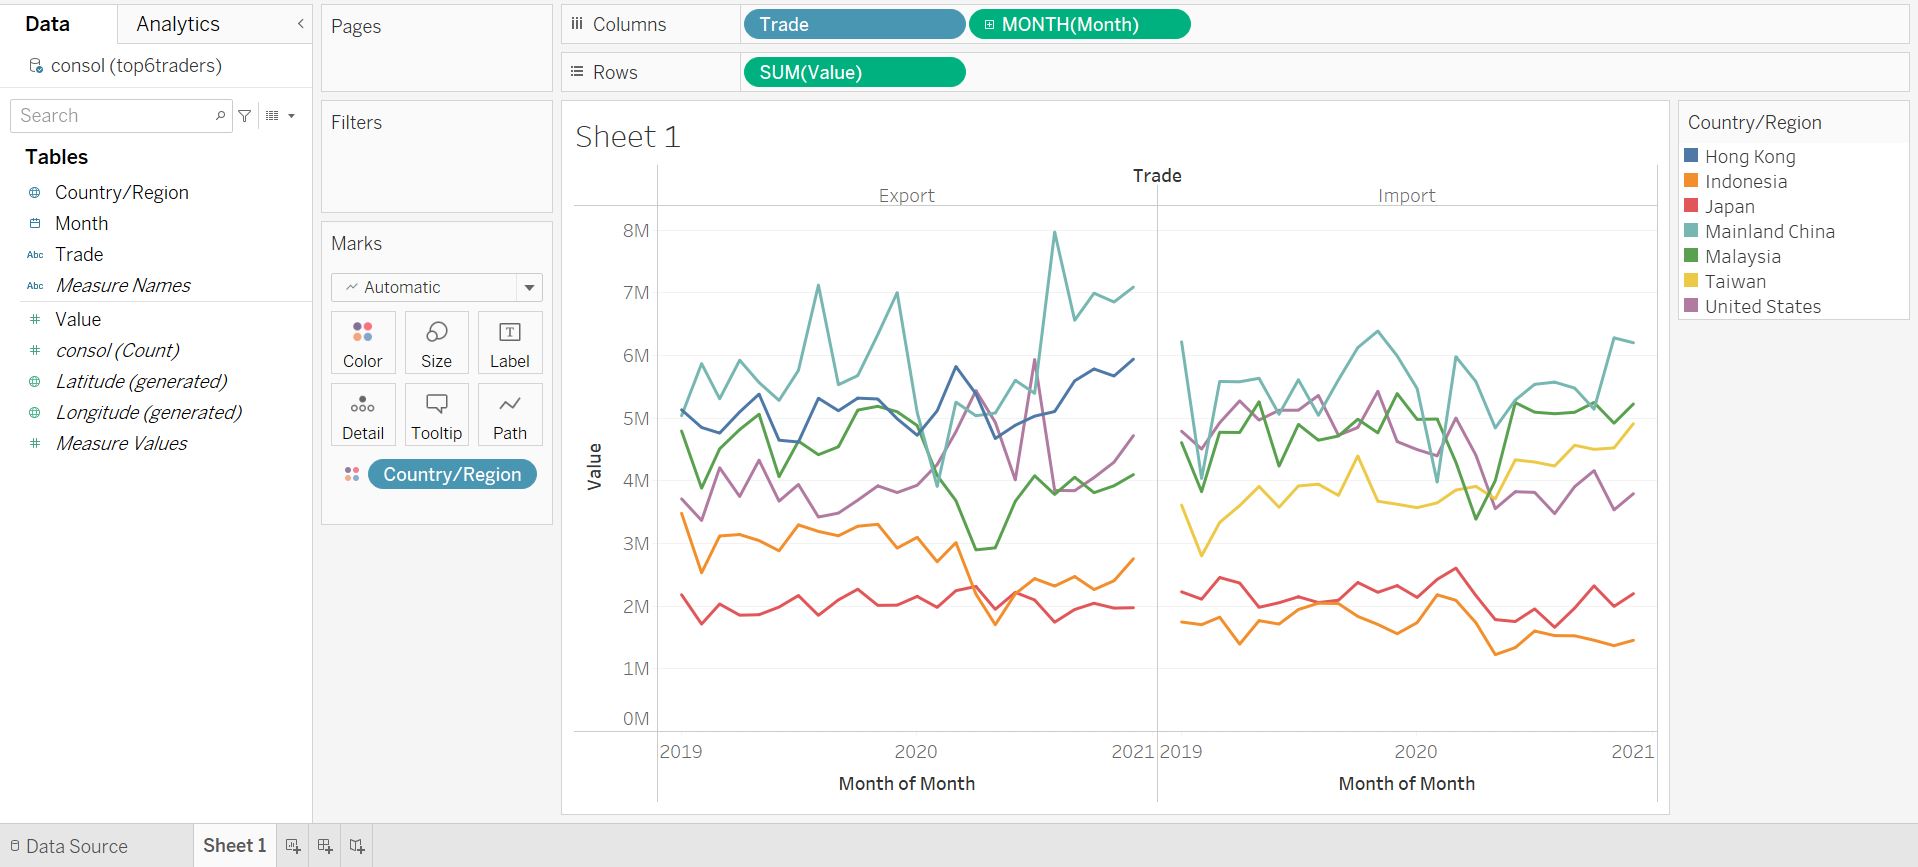 Data
Analytics
consol (top6traders)
Search
Tables
Country/Region
Month
Abc Trade
Abc Measure Names
Value
consol (Count)
Latitude (generated)
Longitude (generated)
Measure Values
Pages
Filters
Marks
Automatic
Color Size Label
Detail Tooltip Path
Country/Region
Columns Trade MONTH(Month)
Rows SUM(Value)
Sheet 1
Trade
Export Import
Value
8M
7M
6M
5M
4M
3M
2M
1M
0M
2019 2020 2021 2019 2020 2021
Month of Month Month of Month
Country/Region
Hong Kong
Indonesia
Japan
Mainland China
Malaysia
Taiwan
United States
Data Source Sheet 1